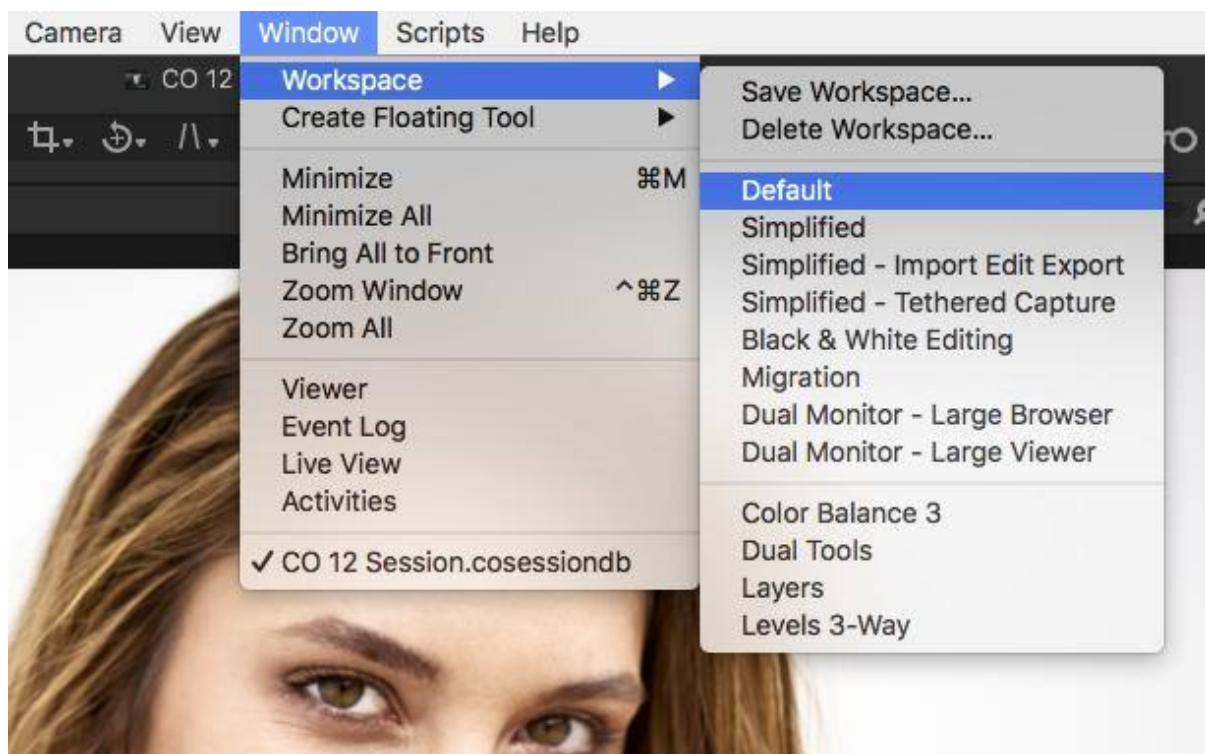 Camera View Window Scripts Help
CO 12
Workspace
Create Floating Tool
Minimize ⌘M
Minimize All
Bring All to Front
Zoom Window ^⌘Z
Zoom All
Viewer
Event Log
Live View
Activities
✓ CO 12 Session.cosessiondb
Save Workspace...
Delete Workspace...
Default
Simplified
Simplified - Import Edit Export
Simplified - Tethered Capture
Black & White Editing
Migration
Dual Monitor - Large Browser
Dual Monitor - Large Viewer
Color Balance 3
Dual Tools
Layers
Levels 3-Way